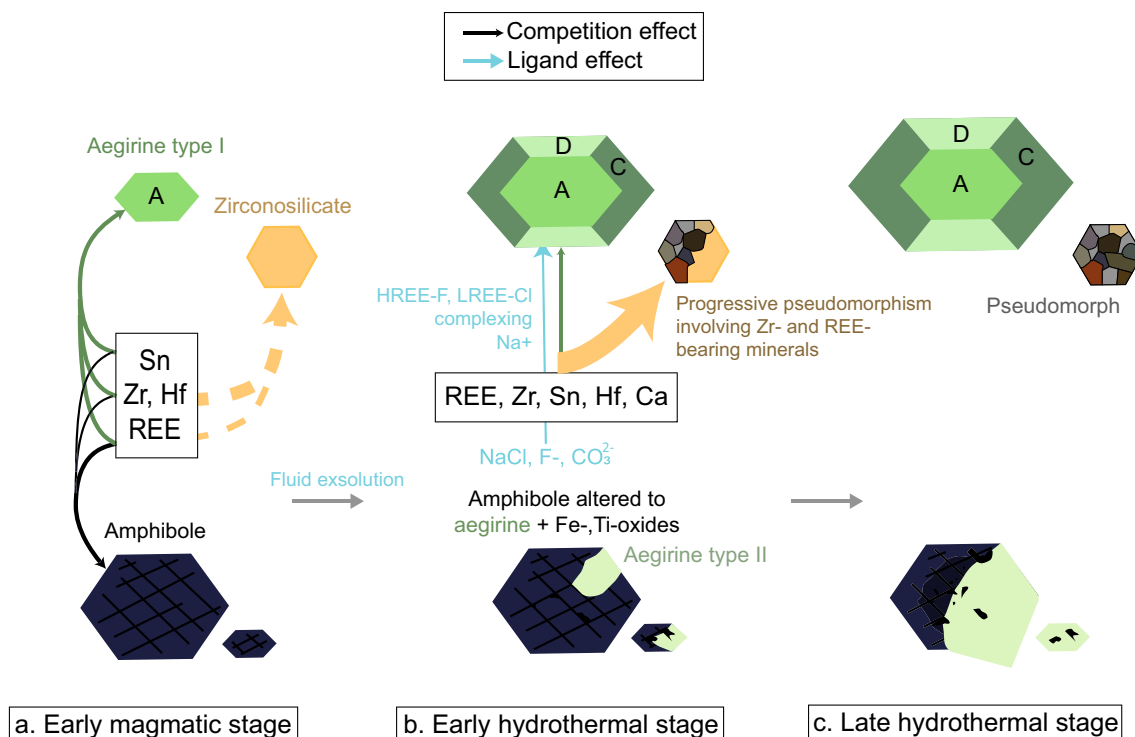 Competition effect
Ligand effect
Aegirine type I
A
Zirconosilicate
Sn
Zr, Hf
REE
Amphibole
a. Early magmatic stage
Fluid exsolution
D
C
A
HREE-F, LREE-Cl
complexing
Na+
Progressive pseudomorphism
involving Zr- and REE-
bearing minerals
REE, Zr, Sn, Hf, Ca
NaCl, F-, CO₃²⁻
Amphibole altered to
aegirine + Fe-,Ti-oxides
Aegirine type II
b. Early hydrothermal stage
D
C
A
Pseudomorph
c. Late hydrothermal stage